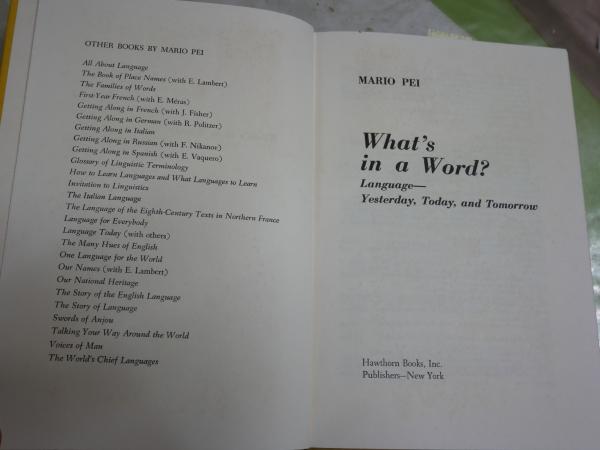 OTHER BOOKS BY MARIO PEI
All About Language
The Book of Place Names (with E. Lambert)
The Families of Words
First-Year French (with E. Méras)
Getting Along in French (with J. Fisher)
Getting Along in German (with R. Politzer)
Getting Along in Italian
Getting Along in Russian (with F. Nikanov)
Getting Along in Spanish (with E. Vaquero)
Glossary of Linguistic Terminology
How to Learn Languages and What Languages to Learn
Invitation to Linguistics
The Italian Language
The Language of the Eighth-Century Texts in Northern France
Language for Everybody
Language Today (with others)
The Many Hues of English
One Language for the World
Our Names (with E. Lambert)
Our National Heritage
The Story of the English Language
The Story of Language
Swords of Anjou
Talking Your Way Around the World
Voices of Man
The World's Chief Languages
MARIO PEI
What's
in a Word?
Language—
Yesterday, Today, and Tomorrow
Hawthorn Books, Inc.
Publishers—New York